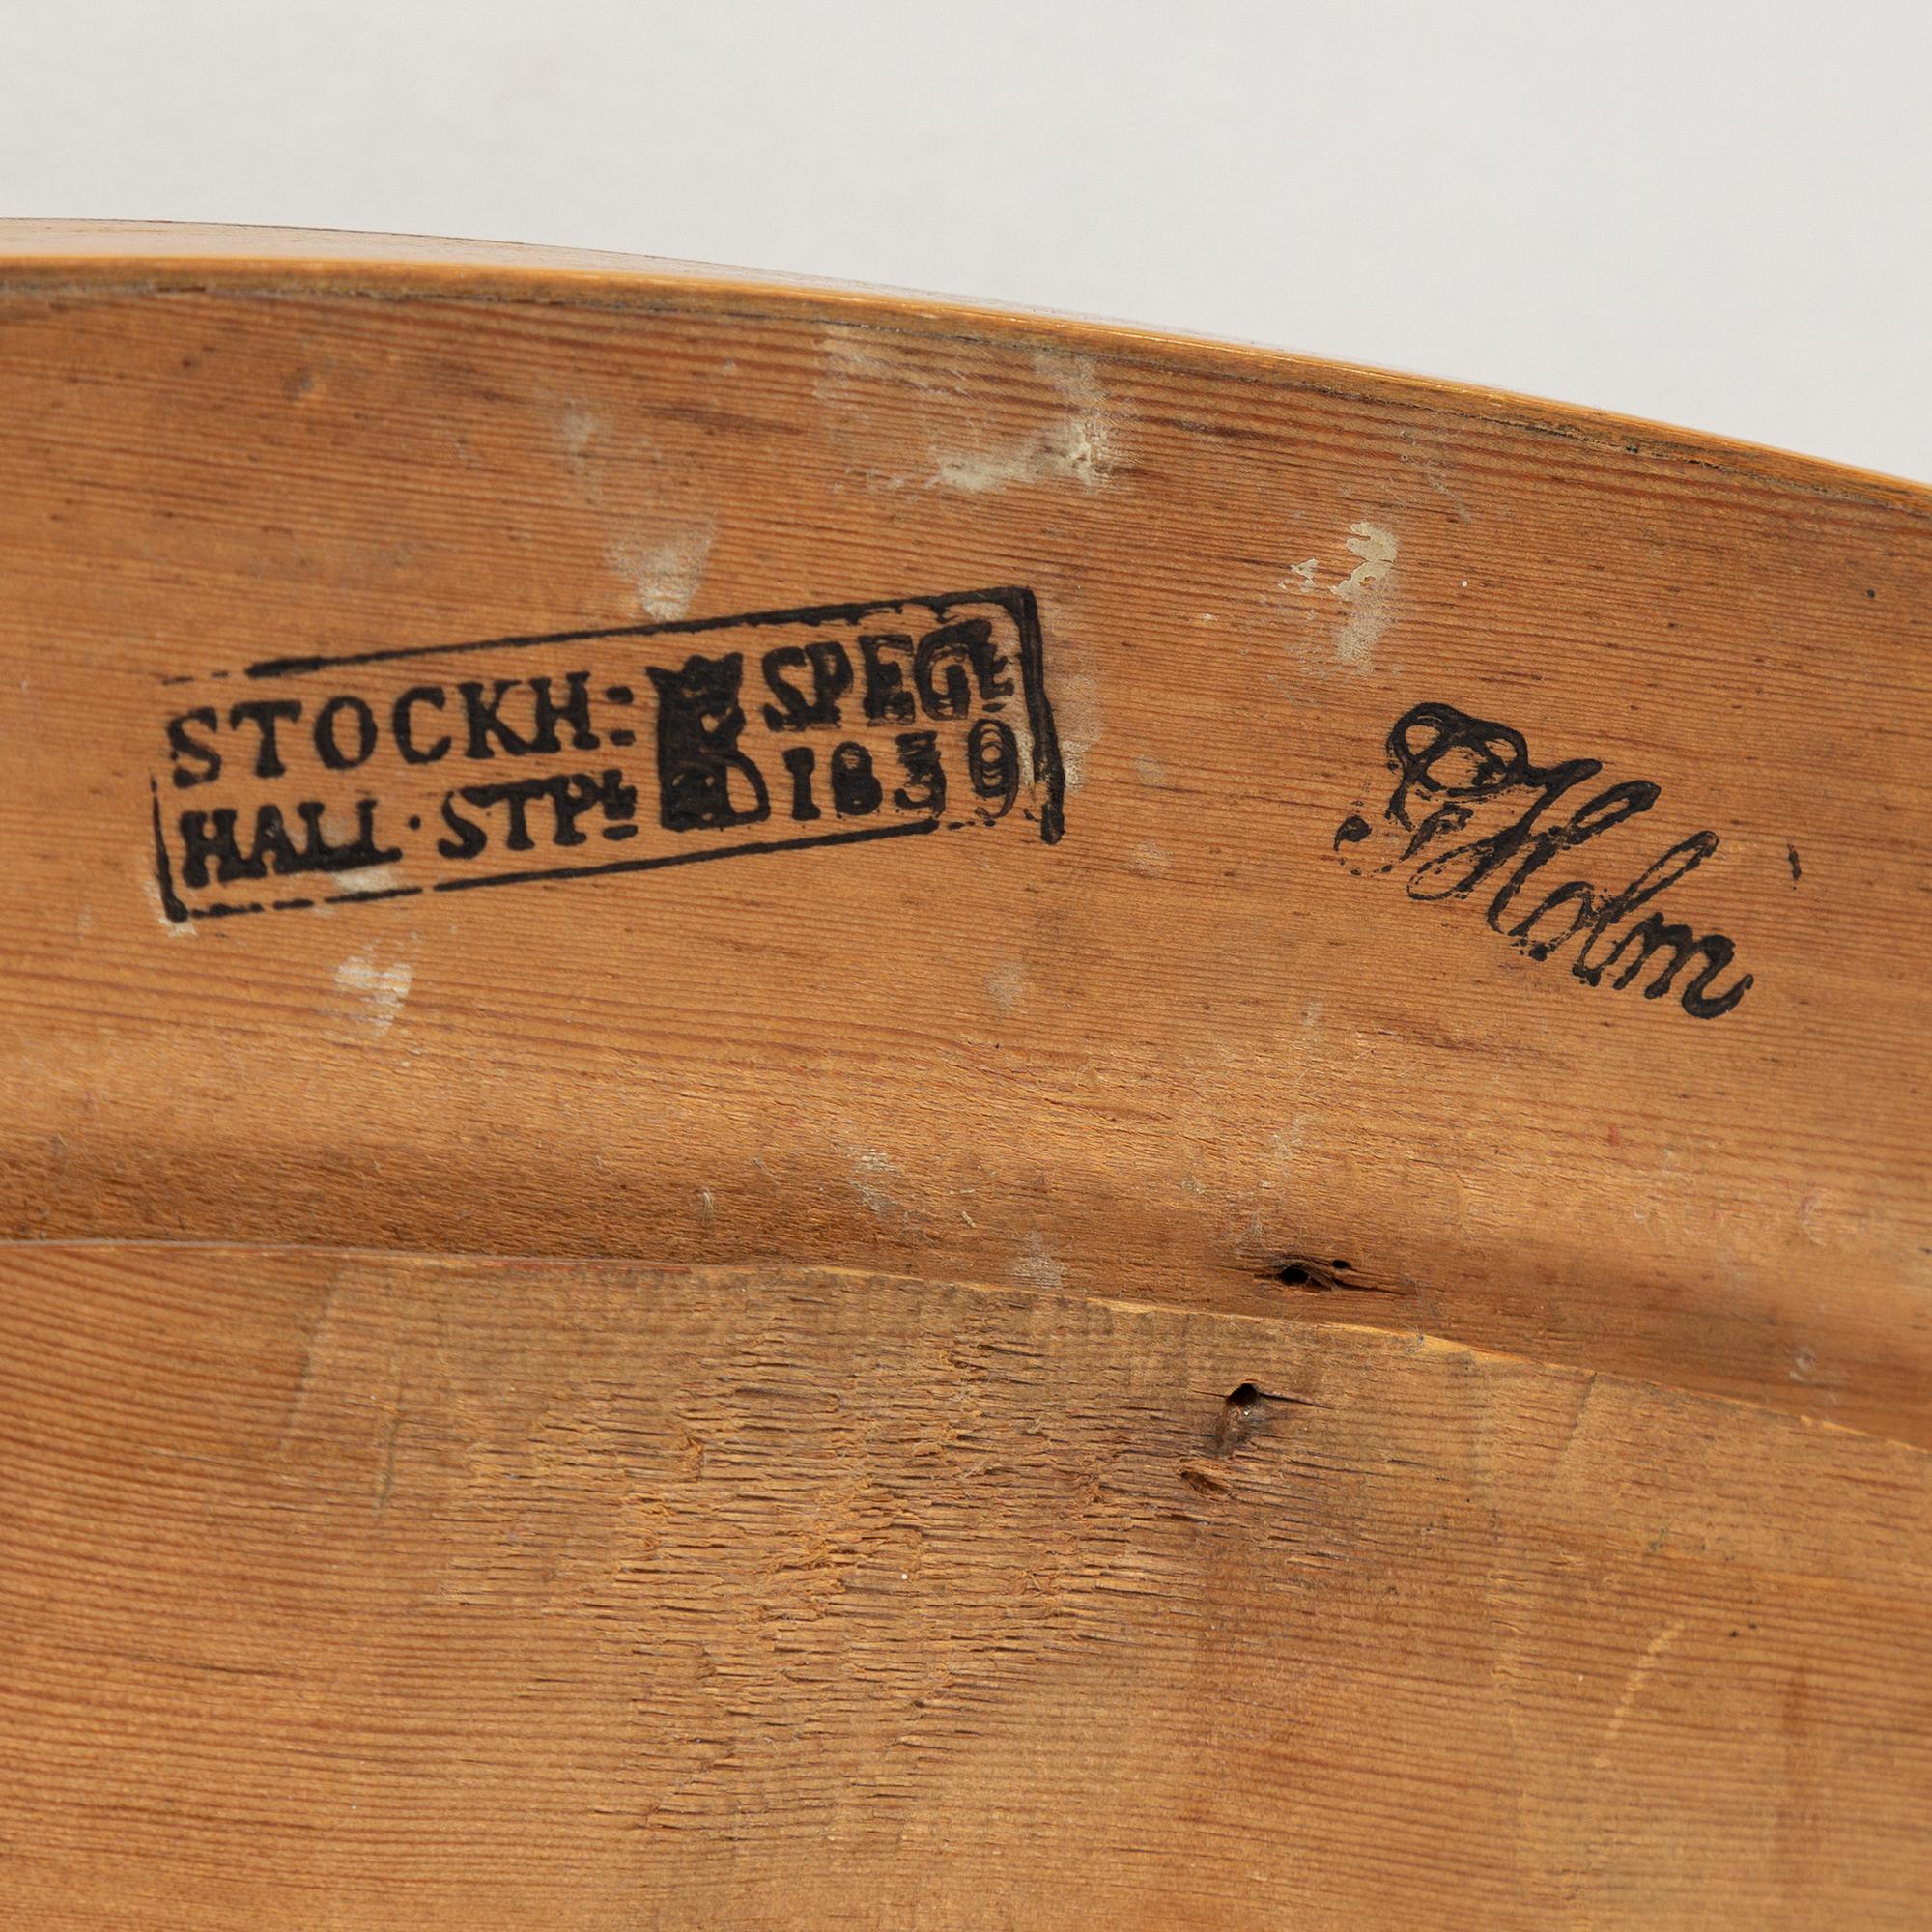 STOCKH:
HALL·STPL
SPEGL
1839
Holm